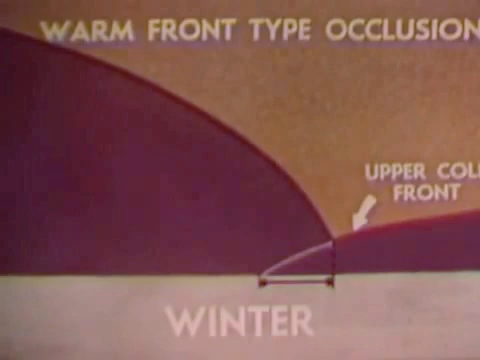 WARM FRONT TYPE OCCLUSION
UPPER COL
FRONT
WINTER